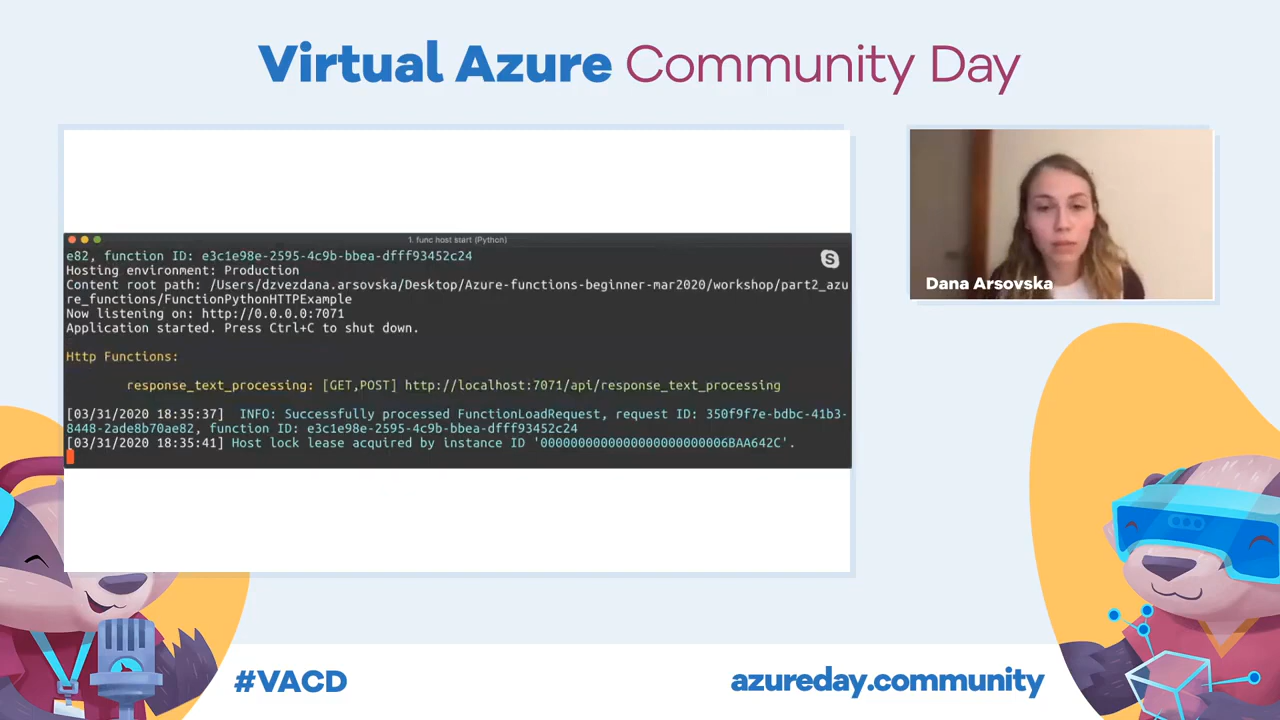 Virtual Azure Community Day
1. func host start (Python)
e82, function ID: e3c1e98e-2595-4c9b-bbea-dfff93452c24
Hosting environment: Production
Content root path: /Users/dzvezdana.arsovska/Desktop/Azure-functions-beginner-mar2020/workshop/part2_azu
re_functions/FunctionPythonHTTPExample
Now listening on: http://0.0.0.0:7071
Application started. Press Ctrl+C to shut down.
Http Functions:
response_text_processing: [GET,POST] http://localhost:7071/api/response_text_processing
[03/31/2020 18:35:37]  INFO: Successfully processed FunctionLoadRequest, request ID: 350f9f7e-bdbc-41b3-
8448-2ade8b70ae82, function ID: e3c1e98e-2595-4c9b-bbea-dfff93452c24
[03/31/2020 18:35:41] Host lock lease acquired by instance ID '0000000000000000000000006BAA642C'.
Dana Arsovska
#VACD
azureday.community